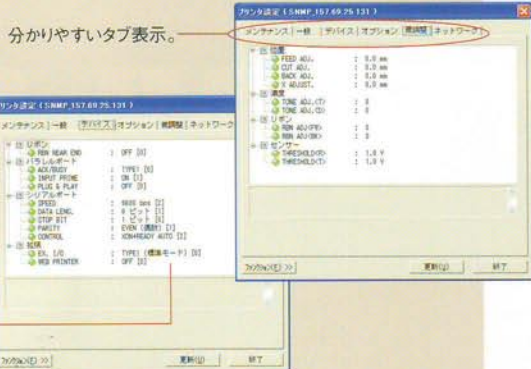 分かりやすいタブ表示。
プリンタ設定 (SNMP_157.69.25.131)
メンテナンス | 一般 | デバイス | オプション | 微調整 | ネットワーク |
位置
FEED ADJ. : 0.0 mm
CUT ADJ. : 0.0 mm
BACK ADJ. : 0.0 mm
X ADJUST. : 0.0 mm
濃度
TONE ADJ.<T> : 0
TONE ADJ.<D> : 0
リボン
RBN ADJ<FW> : 0
RBN ADJ<BK> : 0
センサー
THRESHOLD<R> : 1.0 V
THRESHOLD<T> : 1.0 V
ファンクション(F) >>
更新(U)
終了
リンタ設定 (SNMP_157.69.25.131)
メンテナンス | 一般 | デバイス | オプション | 微調整 | ネットワーク
リボン
RBN NEAR END : OFF [0]
パラレルポート
ACK/BUSY : TYPE1 [0]
INPUT PRIME : ON [1]
PLUG & PLAY : OFF [0]
シリアルポート
SPEED : 9600 bps [2]
DATA LENG. : 8 ビット [1]
STOP BIT : 1 ビット [0]
PARITY : EVEN (偶数) [1]
CONTROL : XON+READY AUTO [2]
拡張
EX. I/O : TYPE1 (標準モード) [0]
WEB PRINTER : OFF [0]
ファンクション(F) >>
更新(U)
終了